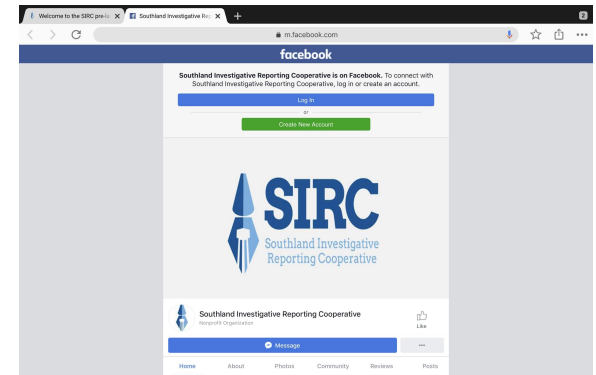 Welcome to the SIRC pre-la
Southland Investigative Rep
2
m.facebook.com
facebook
Southland Investigative Reporting Cooperative is on Facebook. To connect with
Southland Investigative Reporting Cooperative, log in or create an account.
Log In
or
Create New Account
SIRC
Southland Investigative
Reporting Cooperative
Southland Investigative Reporting Cooperative
Nonprofit Organization
Like
Message
Home About Photos Community Reviews Posts